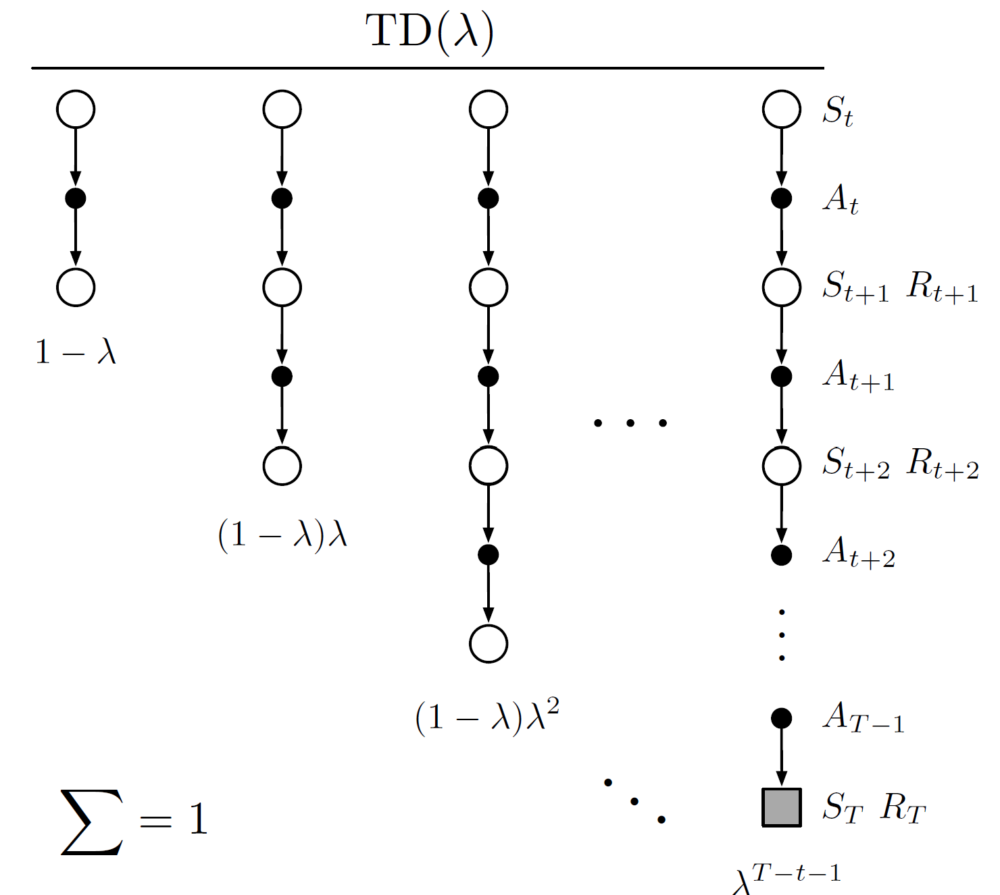 TD(λ)
S_t
A_t
S_{t+1} R_{t+1}
1 − λ
A_{t+1}
S_{t+2} R_{t+2}
(1 − λ)λ
A_{t+2}
(1 − λ)λ^2
A_{T−1}
∑ = 1
S_T R_T
λ^{T−t−1}